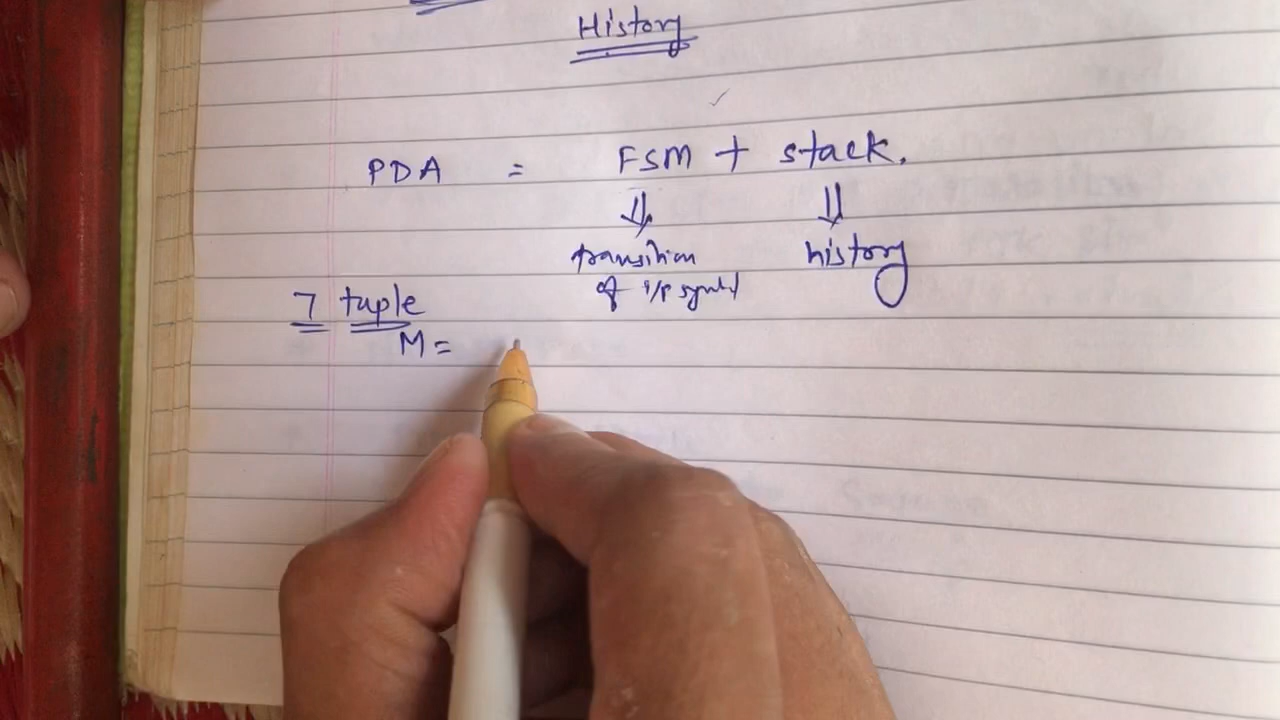 History
PDA = FSM + stack.
⇓ ⇓
transition history
of i/p symbol
7 tuple
M =